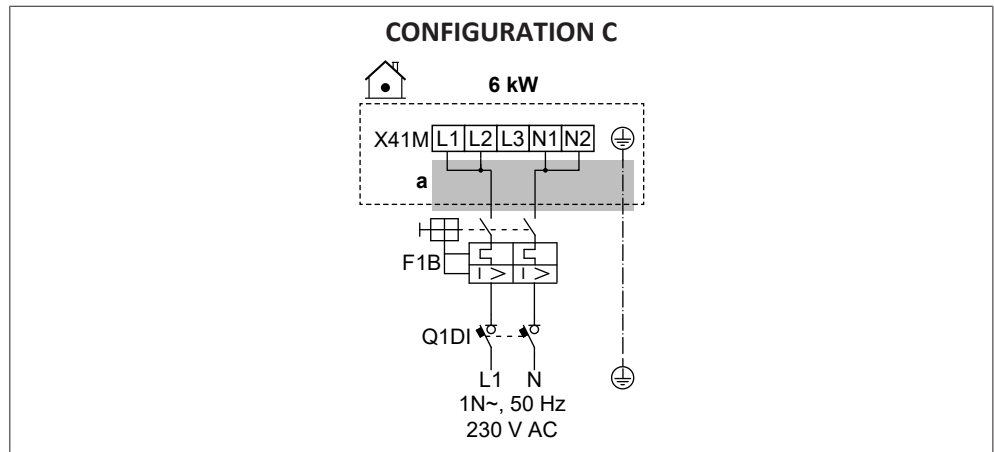 CONFIGURATION C
6 kW
X41M L1 L2 L3 N1 N2
a
F1B
I > I >
Q1DI
L1 N
1N~, 50 Hz
230 V AC